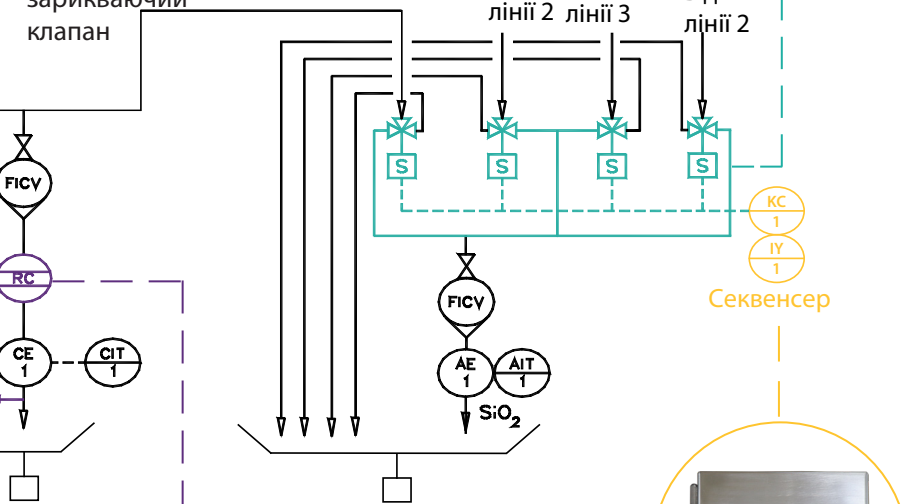 зарикваючий
клапан
лінії 2
лінії 3
лінії 2
FICV
RC
CE
1
CIT
1
S
S
S
S
KC
1
IY
1
Секвенсер
FICV
AE
1
AIT
1
SiO2